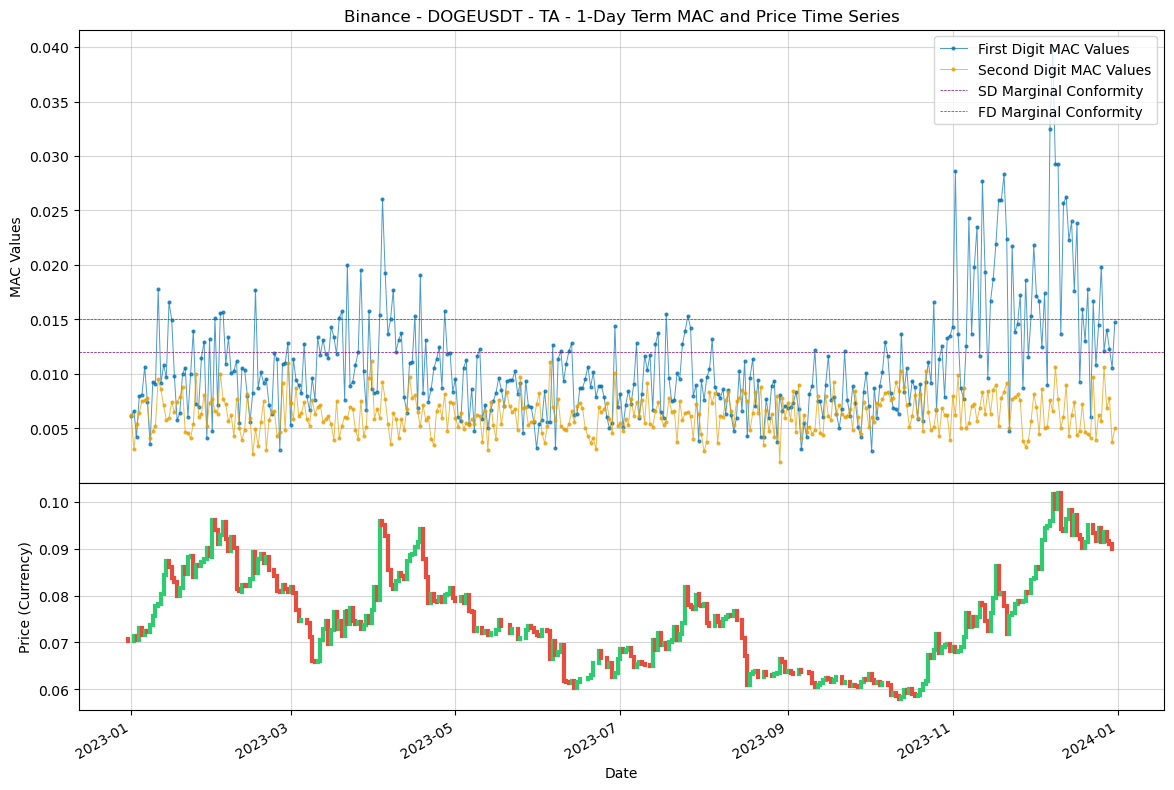 Binance - DOGEUSDT - TA - 1-Day Term MAC and Price Time Series
First Digit MAC Values
Second Digit MAC Values
SD Marginal Conformity
FD Marginal Conformity
MAC Values
0.040
0.035
0.030
0.025
0.020
0.015
0.010
0.005
Price (Currency)
0.10
0.09
0.08
0.07
0.06
2023-01
2023-03
2023-05
2023-07
2023-09
2023-11
2024-01
Date